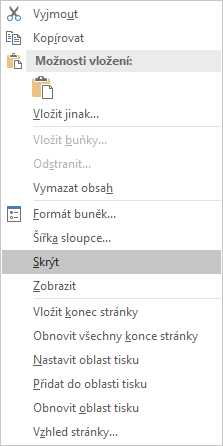 Vyjmout
Kopírovat
Možnosti vložení:
Vložit jinak...
Vložit buňky...
Odstranit...
Vymazat obsah
Formát buněk...
Šířka sloupce...
Skrýt
Zobrazit
Vložit konec stránky
Obnovit všechny konce stránky
Nastavit oblast tisku
Přidat do oblasti tisku
Obnovit oblast tisku
Vzhled stránky...